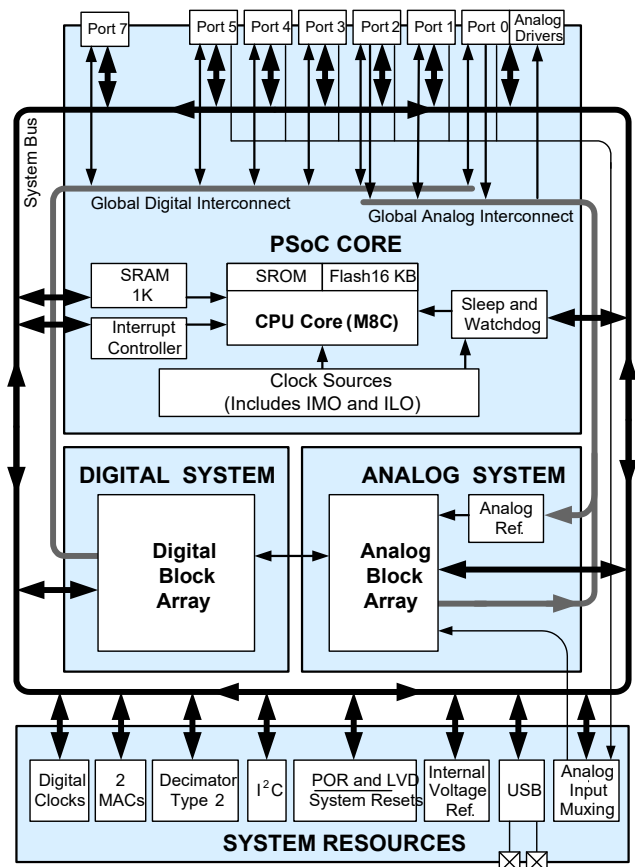 Port 7
Port 5
Port 4
Port 3
Port 2
Port 1
Port 0
Analog
Drivers
System Bus
Global Digital Interconnect
Global Analog Interconnect
PSoC CORE
SRAM
1K
SROM
Flash16 KB
CPU Core (M8C)
Sleep and
Watchdog
Interrupt
Controller
Clock Sources
(Includes IMO and ILO)
DIGITAL SYSTEM
ANALOG SYSTEM
Analog
Ref.
Digital
Block
Array
Analog
Block
Array
Digital
Clocks
2
MACs
Decimator
Type 2
I²C
POR and LVD
System Resets
Internal
Voltage
Ref.
USB
Analog
Input
Muxing
SYSTEM RESOURCES